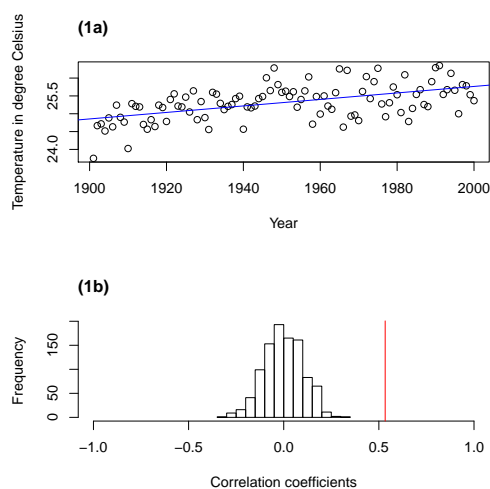 (1a)
Temperature in degree Celsius
25.5
24.0
1900 1920 1940 1960 1980 2000
Year
(1b)
Frequency
150
50
0
−1.0 −0.5 0.0 0.5 1.0
Correlation coefficients